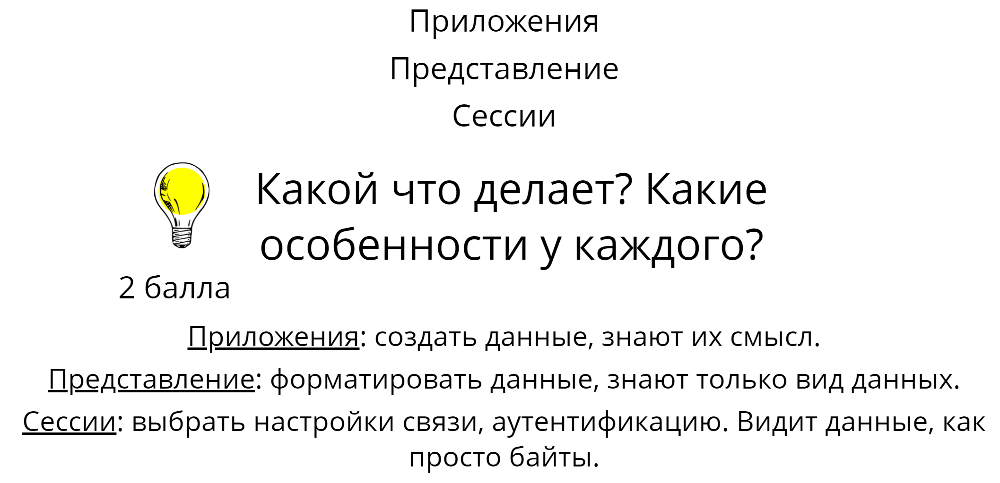 Приложения
Представление
Сессии
Какой что делает? Какие
особенности у каждого?
2 балла
Приложения: создать данные, знают их смысл.
Представление: форматировать данные, знают только вид данных.
Сессии: выбрать настройки связи, аутентификацию. Видит данные, как
просто байты.